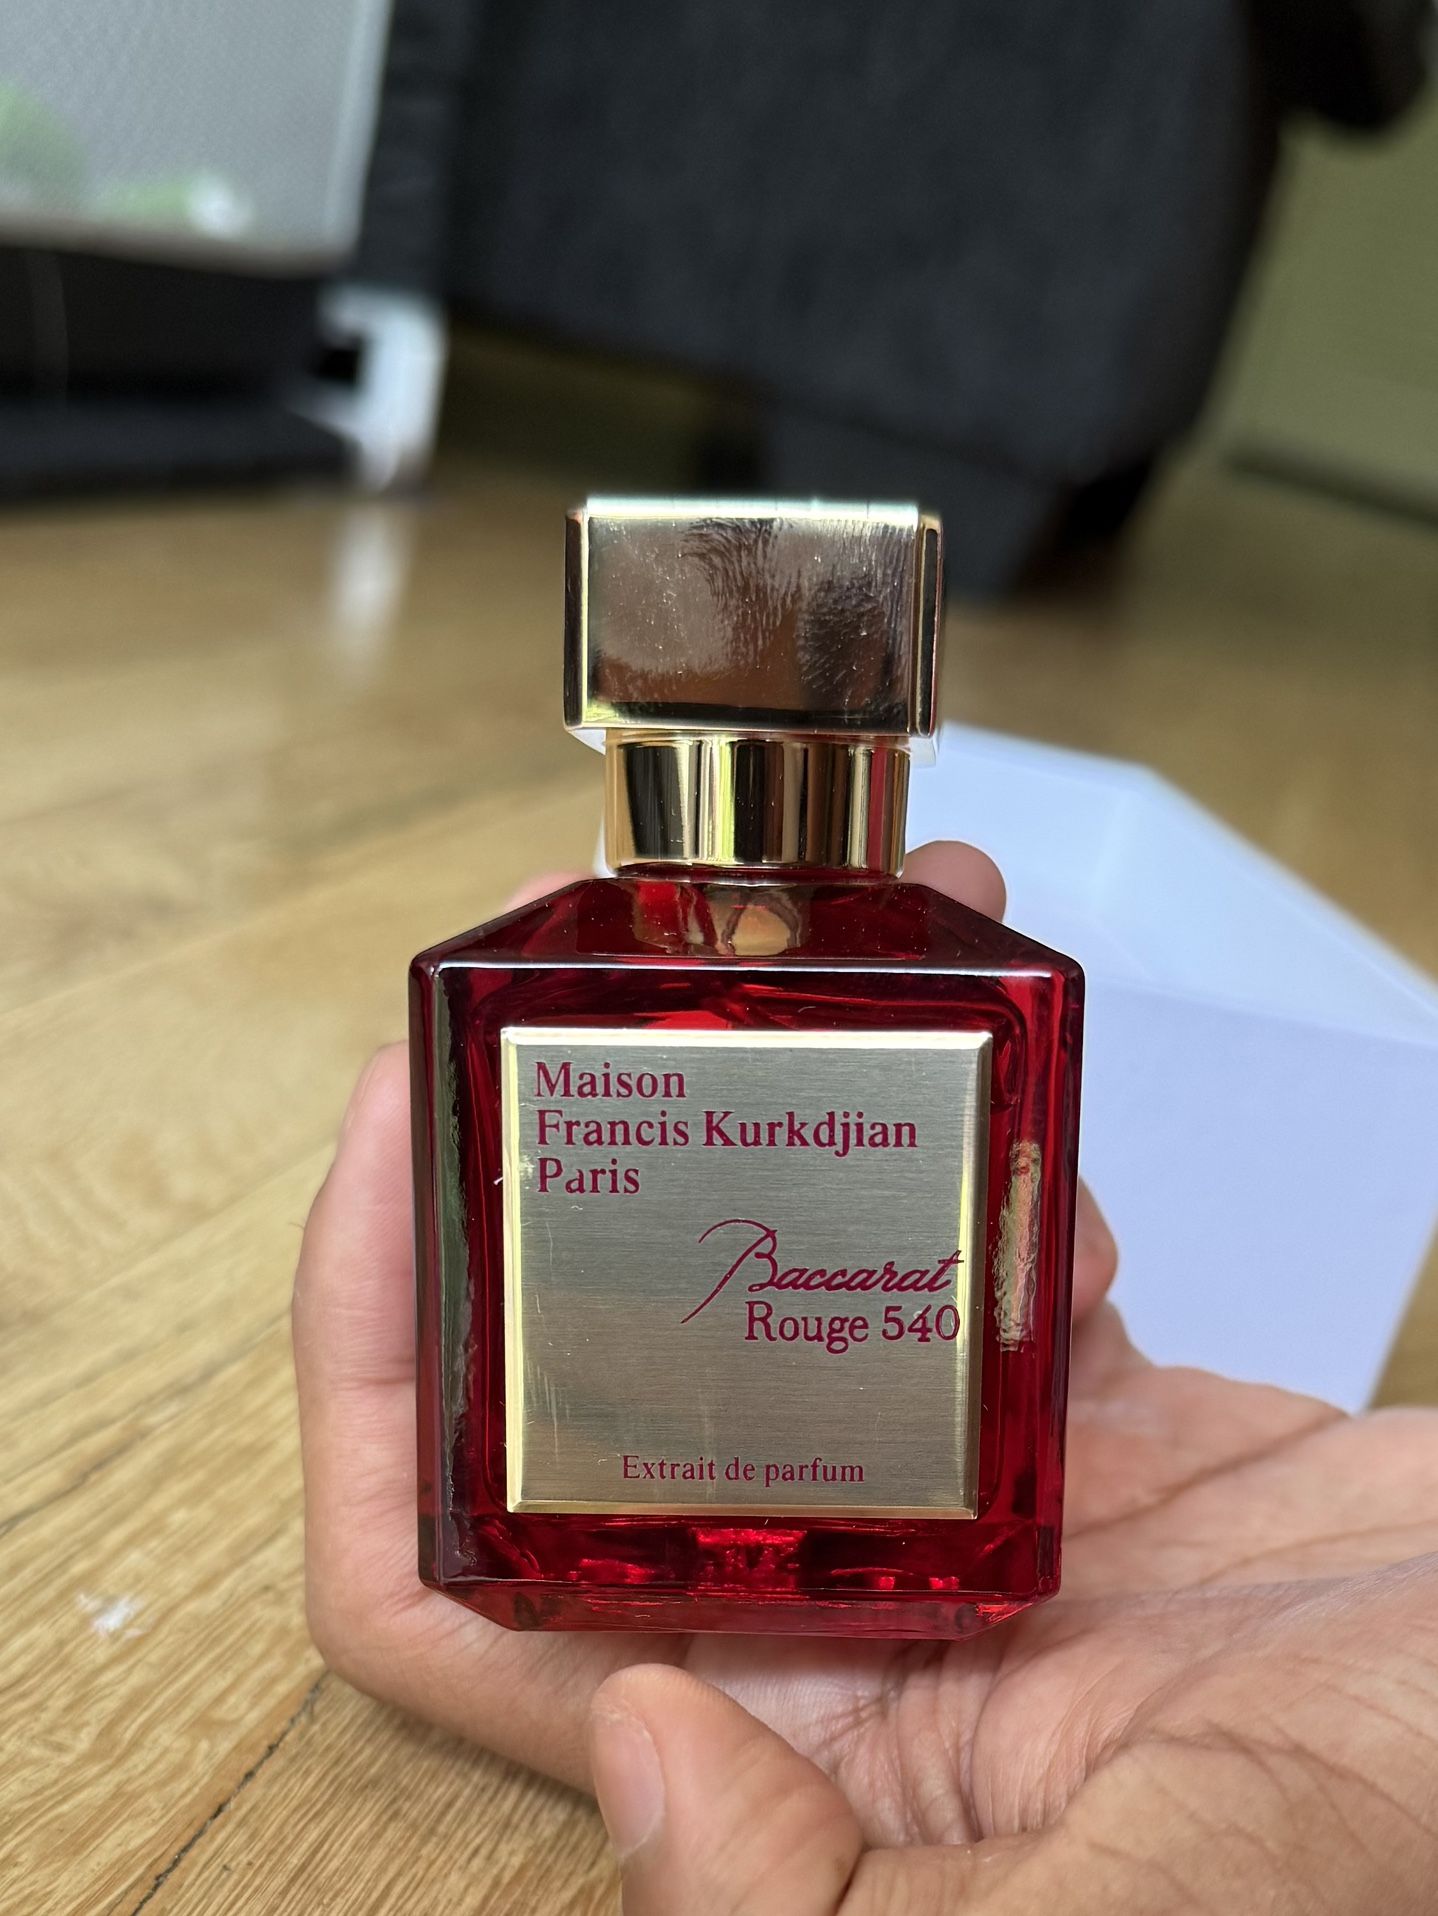 Maison
Francis Kurkdjian
Paris
Baccarat
Rouge 540
Extrait de parfum